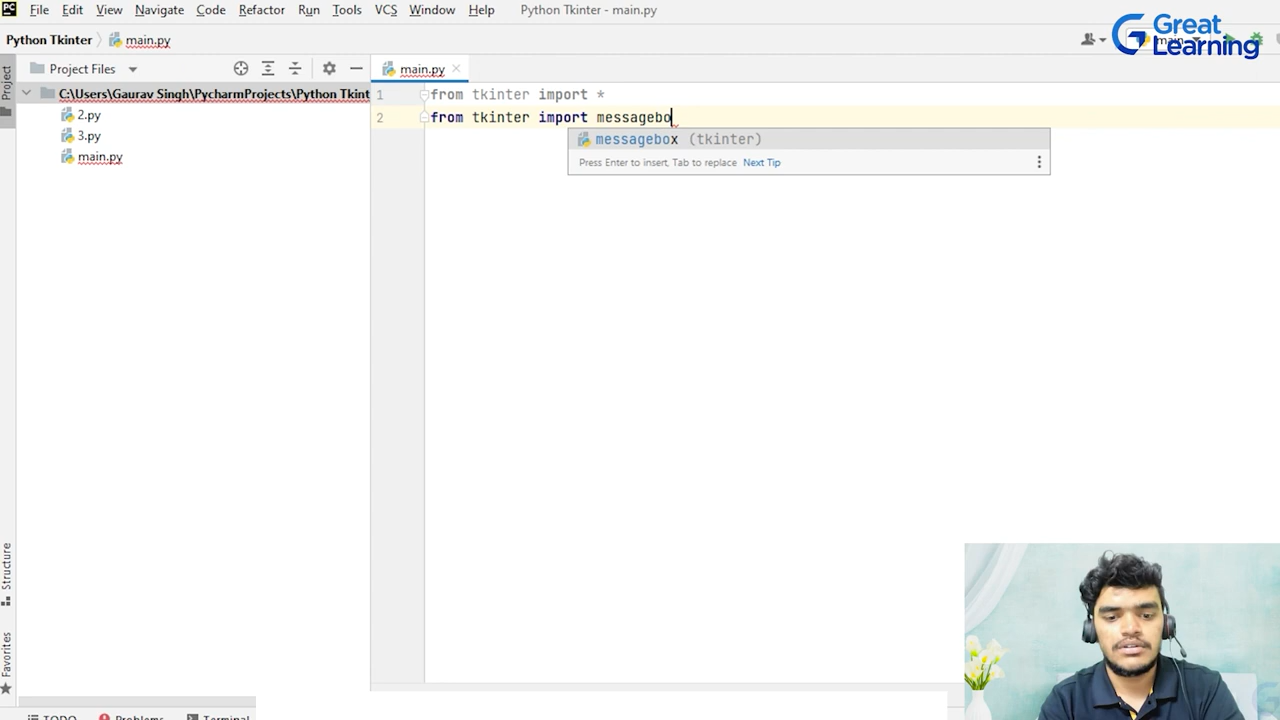 PC File Edit View Navigate Code Refactor Run Tools VCS Window Help Python Tkinter - main.py
Great Learning
Python Tkinter main.py
main
Project
Project Files
main.py
C:\Users\Gaurav Singh\PycharmProjects\Python Tkint
2.py
3.py
main.py
1 from tkinter import *
2 from tkinter import messagebo
messagebox (tkinter)
Press Enter to insert, Tab to replace Next Tip
Structure
Favorites
TODO Problems Terminal